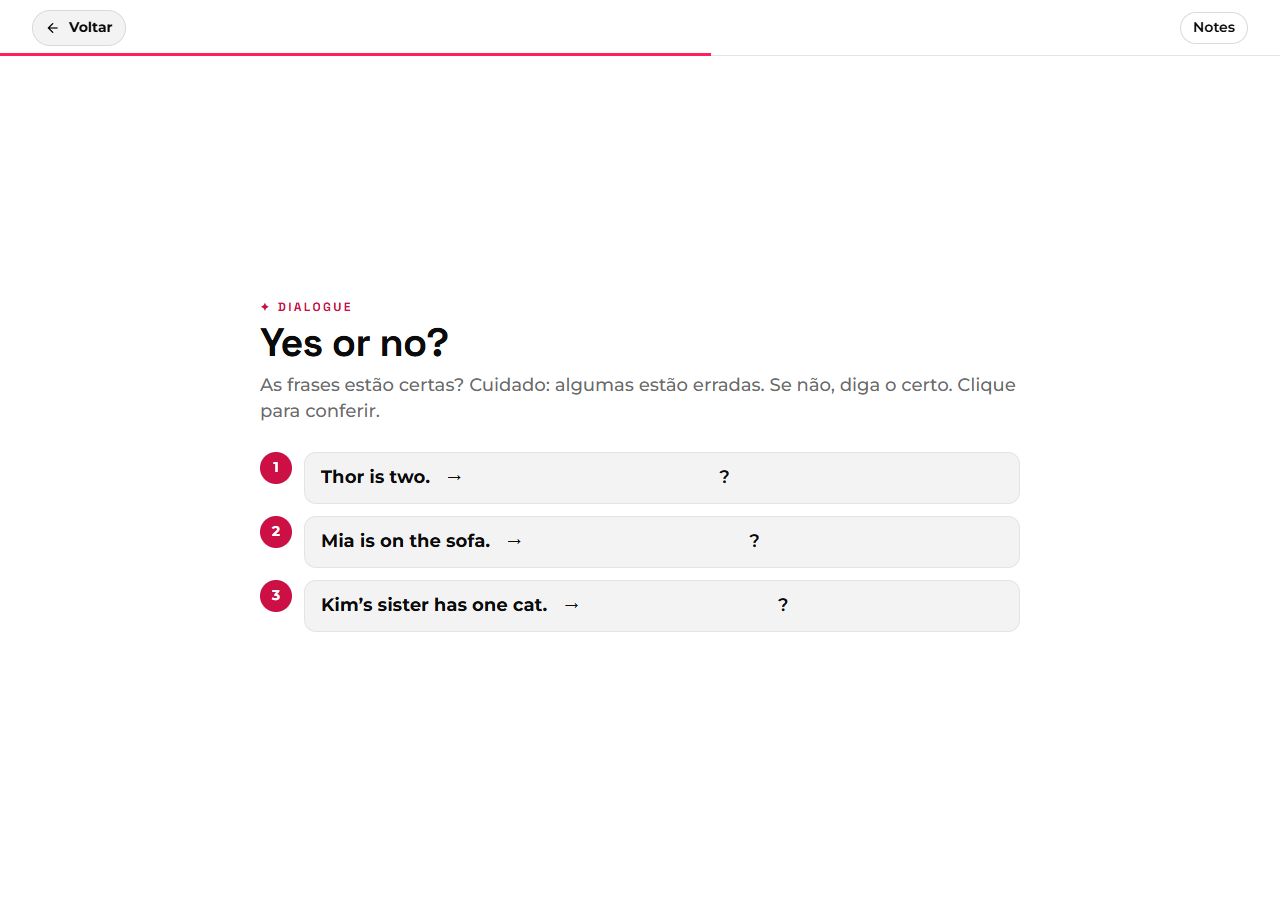 ← Voltar
Notes
✦ DIALOGUE
Yes or no?
As frases estão certas? Cuidado: algumas estão erradas. Se não, diga o certo. Clique
para conferir.
1 Thor is two. → ?
2 Mia is on the sofa. → ?
3 Kim’s sister has one cat. → ?